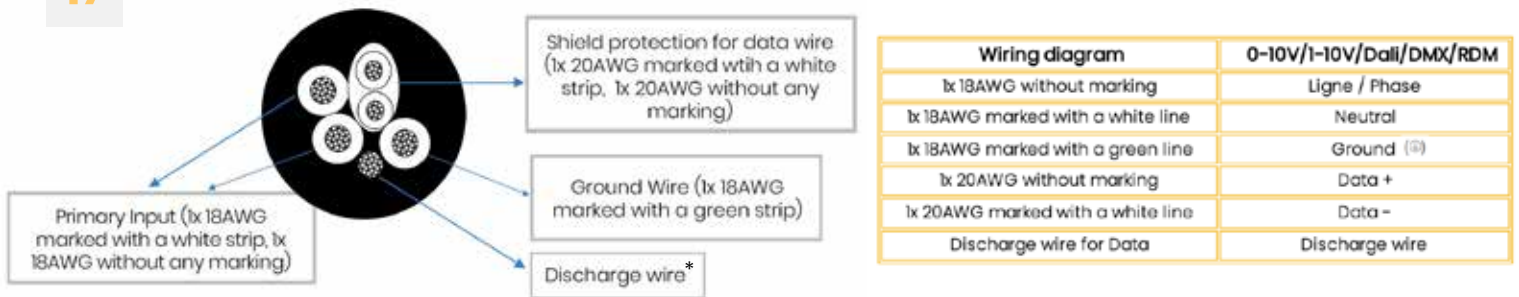 Shield protection for data wire
(1x 20AWG marked wtih a white
strip, 1x 20AWG without any
marking)
Ground Wire (1x 18AWG
marked with a green strip)
Primary Input (1x 18AWG
marked with a white strip, 1x
18AWG without any marking)
Discharge wire*
Wiring diagram 0-10V/1-10V/Dali/DMX/RDM
1x 18AWG without marking Ligne / Phase
1x 18AWG marked with a white line Neutral
1x 18AWG marked with a green line Ground
1x 20AWG without marking Data +
1x 20AWG marked with a white line Data -
Discharge wire for Data Discharge wire